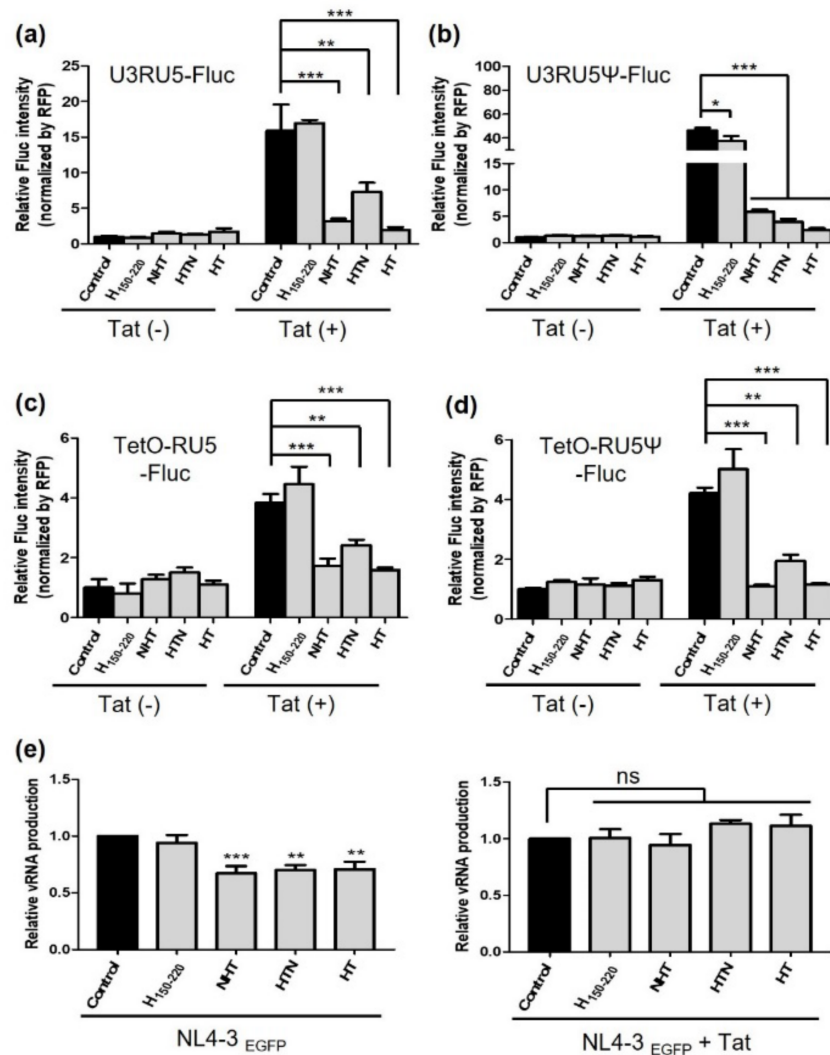 (a)
U3RU5-Fluc
***
**
***
Relative Fluc intensity
(normalized by RFP)
25
20
15
10
5
0
Control
H150-220
NHT
HTN
HT
Control
H150-220
NHT
HTN
HT
Tat (-)
Tat (+)
(b)
U3RU5Ψ-Fluc
***
*
Relative Fluc intensity
(normalized by RFP)
100
80
60
40
20
15
10
5
0
Control
H150-220
NHT
HTN
HT
Control
H150-220
NHT
HTN
HT
Tat (-)
Tat (+)
(c)
TetO-RU5
-Fluc
***
**
***
Relative Fluc intensity
(normalized by RFP)
6
4
2
0
Control
H150-220
NHT
HTN
HT
Control
H150-220
NHT
HTN
HT
Tat (-)
Tat (+)
(d)
TetO-RU5Ψ
-Fluc
***
**
***
Relative Fluc intensity
(normalized by RFP)
6
4
2
0
Control
H150-220
NHT
HTN
HT
Control
H150-220
NHT
HTN
HT
Tat (-)
Tat (+)
(e)
Relative vRNA production
1.5
1.0
0.5
0.0
***
**
**
Control
H150-220
NHT
HTN
HT
NL4-3 EGFP
Relative vRNA production
1.5
1.0
0.5
0.0
ns
Control
H150-220
NHT
HTN
HT
NL4-3 EGFP + Tat